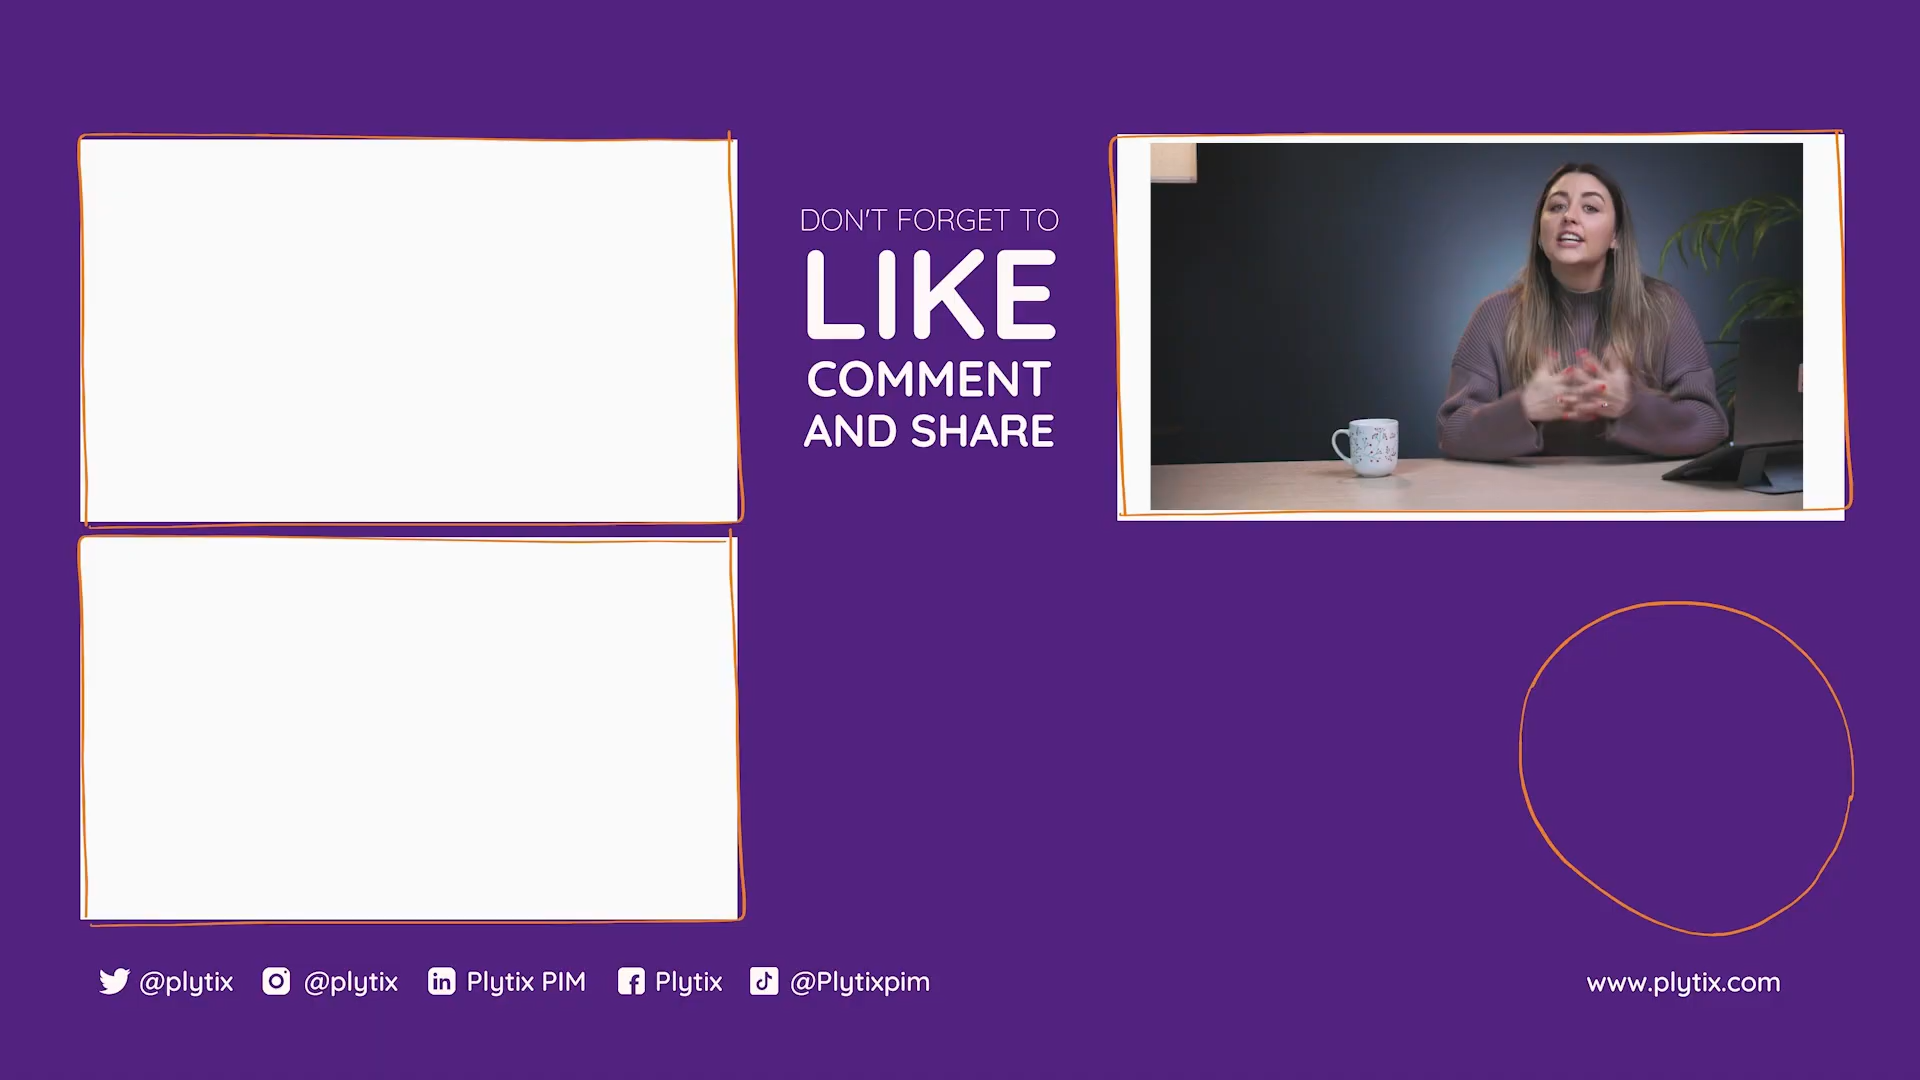 DON'T FORGET TO
LIKE
COMMENT
AND SHARE
@plytix @plytix Plytix PIM Plytix @Plytixpim
www.plytix.com